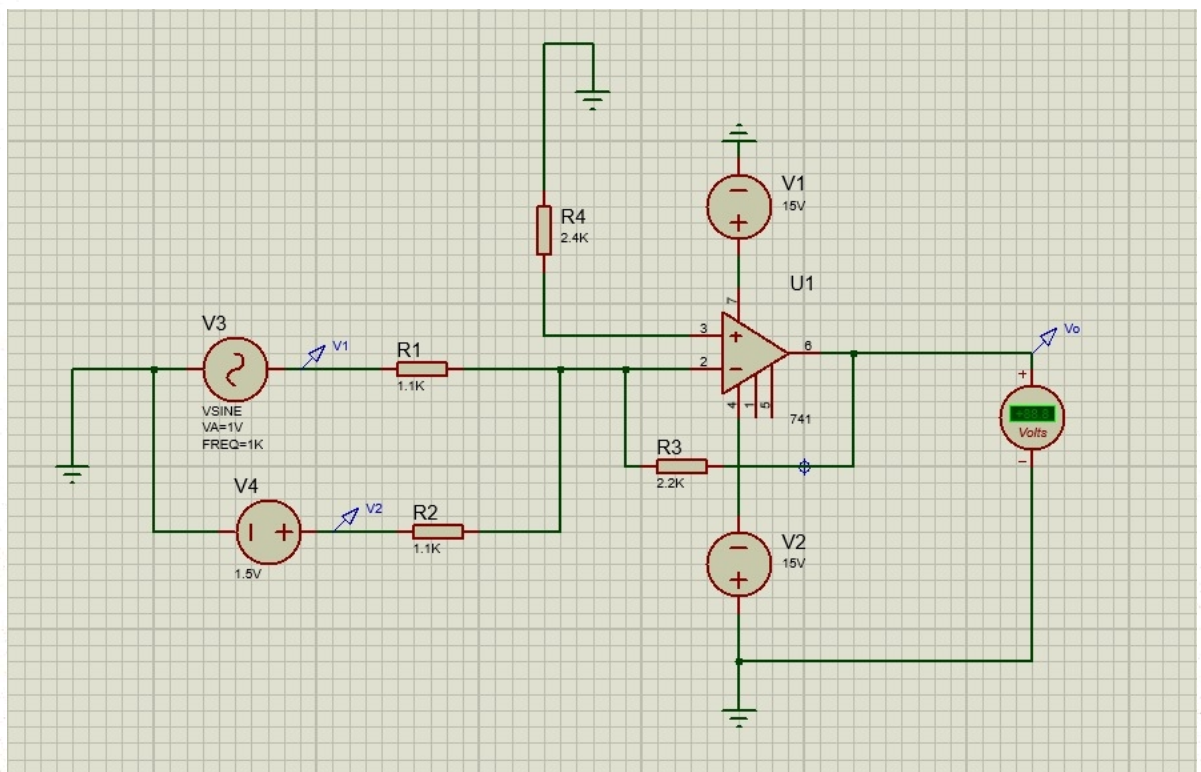 V1
15V
R4
2.4K
U1
7
3
6
2
Vo
V3
V1
R1
1.1K
VSINE
VA=1V
FREQ=1K
4
1
5
741
+88.8
Volts
R3
2.2K
V4
V2
R2
1.1K
1.5V
V2
15V